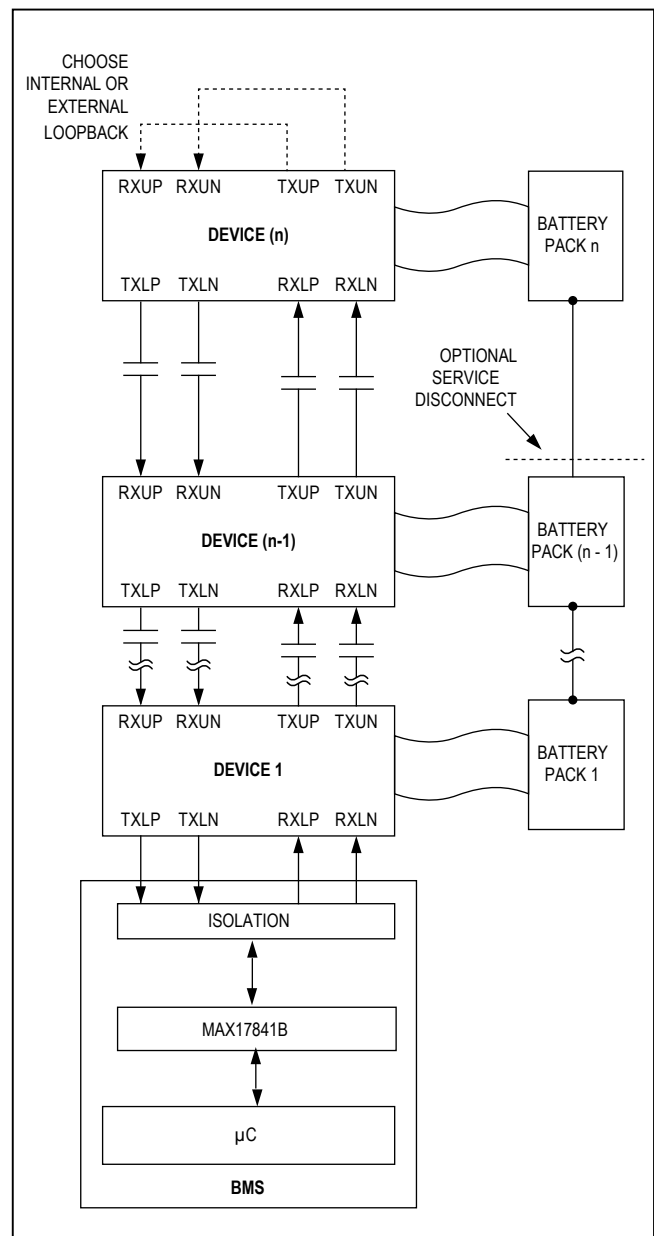 CHOOSE
INTERNAL OR
EXTERNAL
LOOPBACK
RXUP RXUN TXUP TXUN
DEVICE (n)
TXLP TXLN RXLP RXLN
BATTERY
PACK n
OPTIONAL
SERVICE
DISCONNECT
RXUP RXUN TXUP TXUN
DEVICE (n-1)
TXLP TXLN RXLP RXLN
BATTERY
PACK (n - 1)
RXUP RXUN TXUP TXUN
DEVICE 1
TXLP TXLN RXLP RXLN
BATTERY
PACK 1
ISOLATION
MAX17841B
µC
BMS